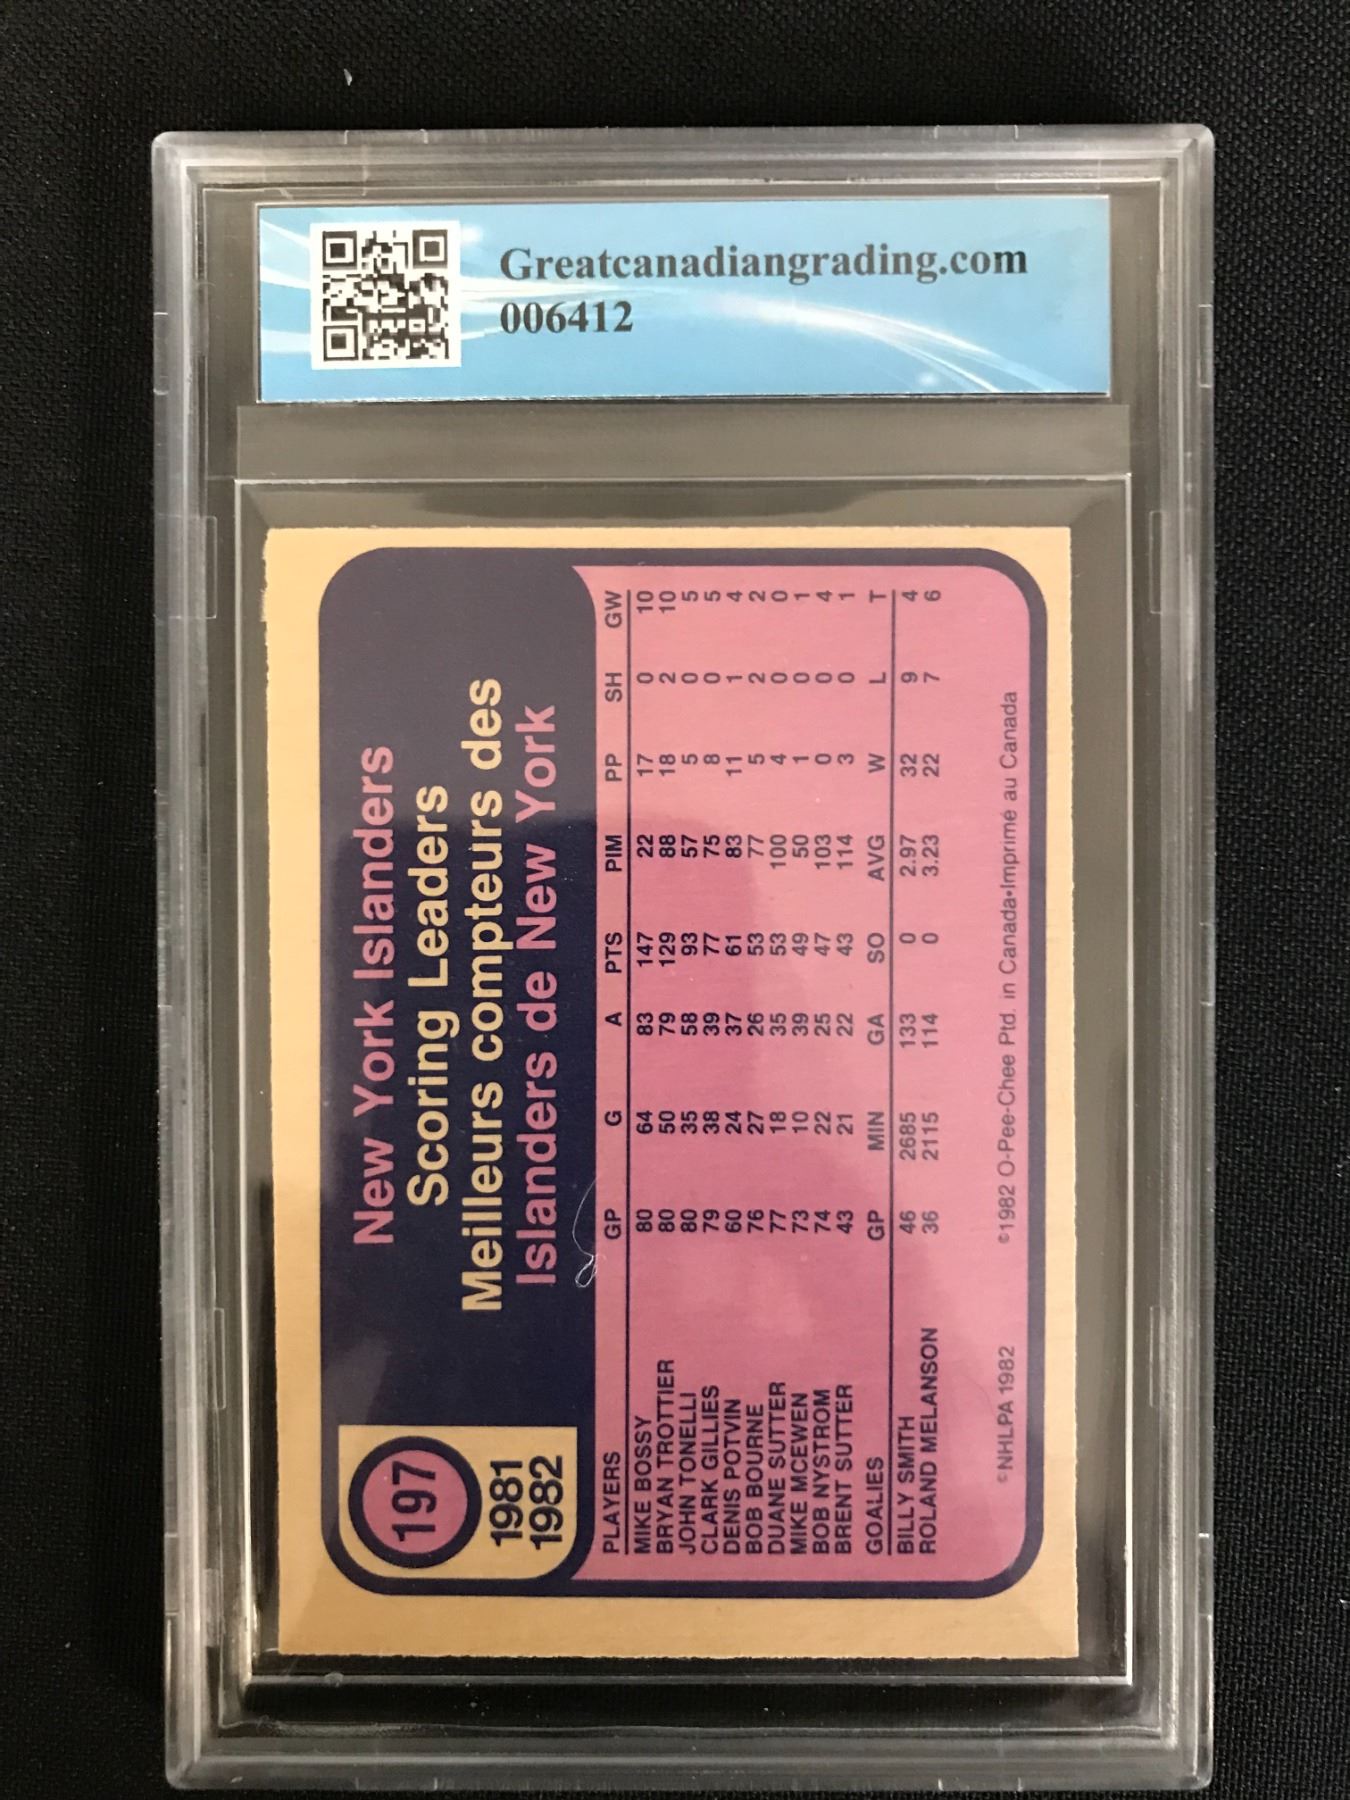 Greatcanadiangrading.com
006412
197
1981
1982
New York Islanders
Scoring Leaders
Meilleurs compteurs des
Islanders de New York
PLAYERS GP G A PTS PIM PP SH GW
MIKE BOSSY 80 64 83 147 22 17 0 10
BRYAN TROTTIER 80 50 79 129 88 18 2 10
JOHN TONELLI 80 35 58 93 57 5 0 5
CLARK GILLIES 79 38 39 77 75 8 0 5
DENIS POTVIN 60 24 37 61 83 11 1 4
BOB BOURNE 76 27 26 53 77 5 2 2
DUANE SUTTER 77 18 35 53 100 4 0 0
MIKE MCEWEN 73 10 39 49 50 1 0 1
BOB NYSTROM 74 22 25 47 103 0 0 4
BRENT SUTTER 43 21 22 43 114 3 0 1
GOALIES GP MIN GA SO AVG W L T
BILLY SMITH 46 2685 133 0 2.97 32 9 4
ROLAND MELANSON 36 2115 114 0 3.23 22 7 6
©NHLPA 1982 ©1982 O-Pee-Chee Ptd. in Canada•Imprimé au Canada